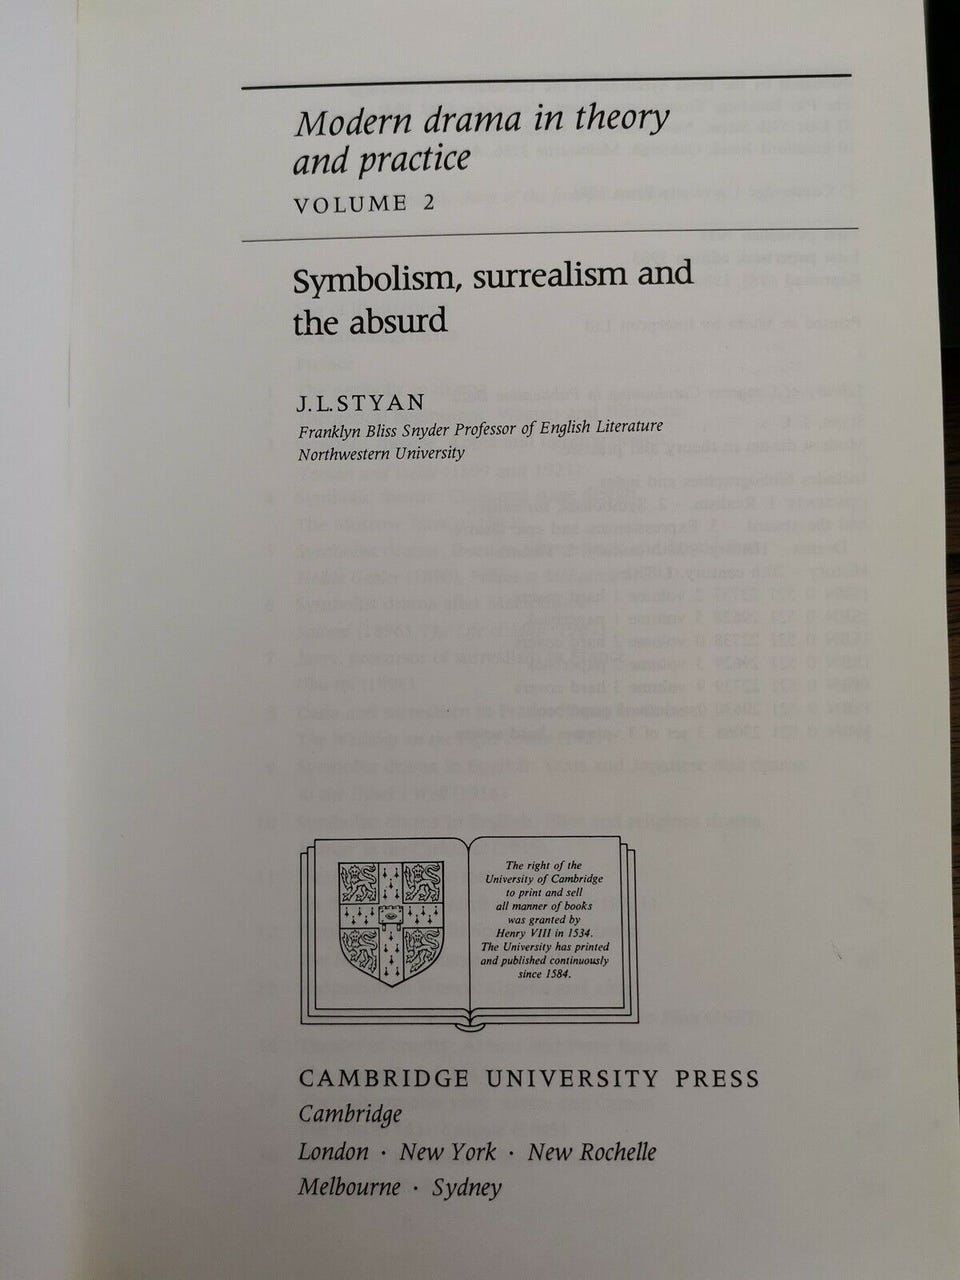 Modern drama in theory
and practice
VOLUME 2
Symbolism, surrealism and
the absurd
J.L.STYAN
Franklyn Bliss Snyder Professor of English Literature
Northwestern University
The right of the
University of Cambridge
to print and sell
all manner of books
was granted by
Henry VIII in 1534.
The University has printed
and published continuously
since 1584.
CAMBRIDGE UNIVERSITY PRESS
Cambridge
London · New York · New Rochelle
Melbourne · Sydney